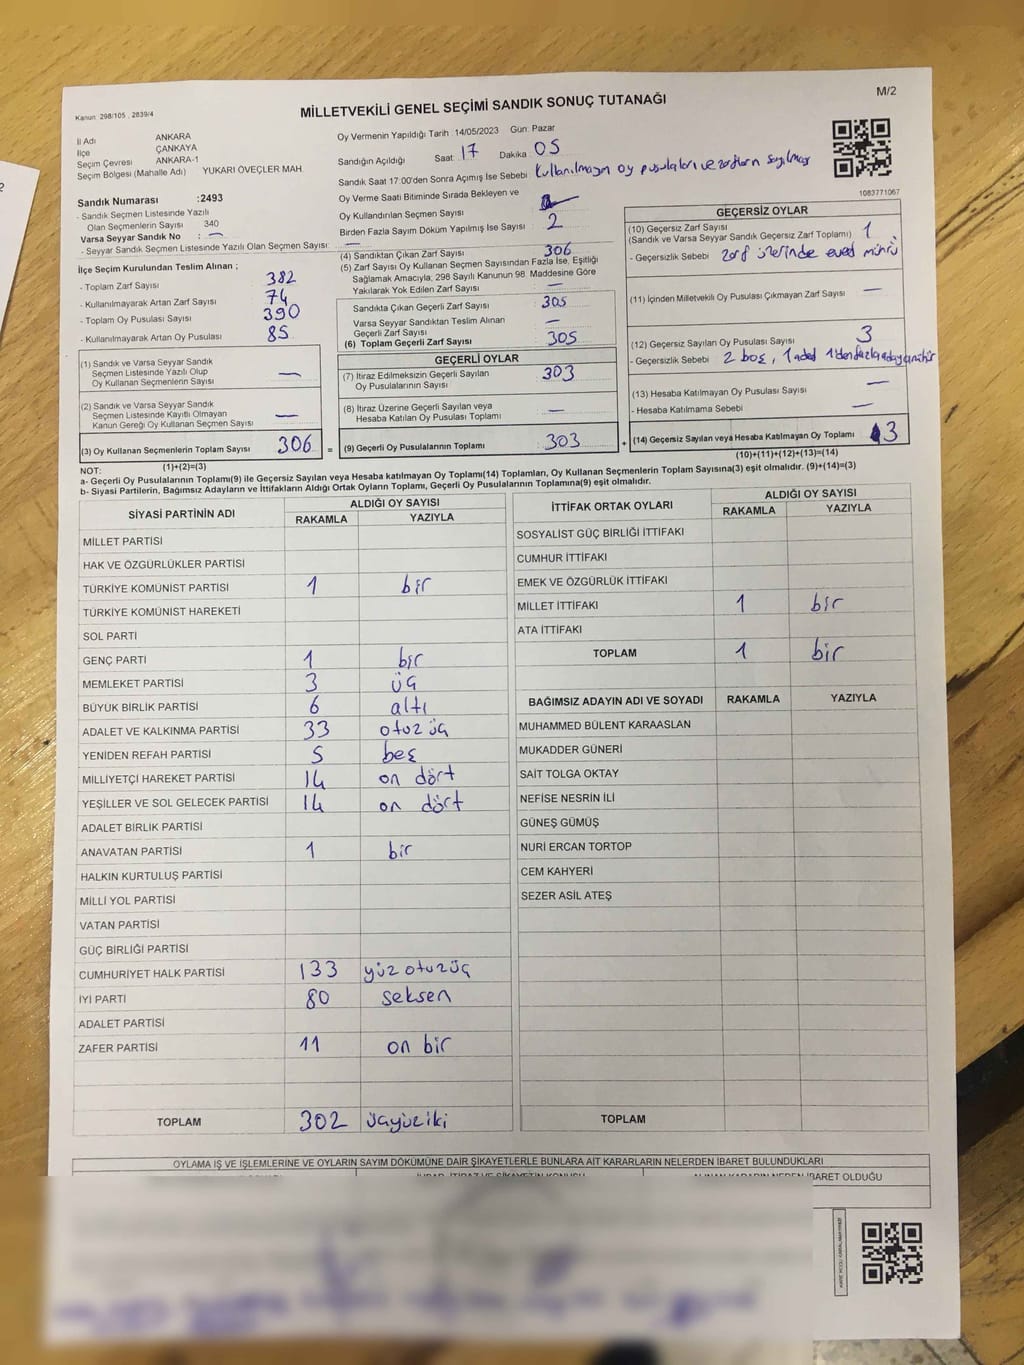 Kanun: 298/105 , 2839/4
MİLLETVEKİLİ GENEL SEÇİMİ SANDIK SONUÇ TUTANAĞI
M/2
İl Adı ANKARA
İlçe ÇANKAYA
Seçim Çevresi ANKARA-1
Seçim Bölgesi (Mahalle Adı) YUKARI ÖVEÇLER MAH
Sandık Numarası :2493
- Sandık Seçmen Listesinde Yazılı
Olan Seçmenlerin Sayısı 340
Varsa Seyyar Sandık No : —
- Seyyar Sandık Seçmen Listesinde Yazılı Olan Seçmen Sayısı: —
İlçe Seçim Kurulundan Teslim Alınan ;
- Toplam Zarf Sayısı 382
- Kullanılmayarak Artan Zarf Sayısı 74
- Toplam Oy Pusulası Sayısı 390
- Kullanılmayarak Artan Oy Pusulası 85
(1) Sandık ve Varsa Seyyar Sandık
Seçmen Listesinde Yazılı Olup
Oy Kullanan Seçmenlerin Sayısı —
(2) Sandık ve Varsa Seyyar Sandık
Seçmen Listesinde Kayıtlı Olmayan
Kanun Gereği Oy Kullanan Seçmen Sayısı —
(3) Oy Kullanan Seçmenlerin Toplam Sayısı 306 =
(1)+(2)=(3)
Oy Vermenin Yapıldığı Tarih 14/05/2023 Gün: Pazar
Sandığın Açıldığı Saat: 17 Dakika 05
Sandık Saat 17:00'den Sonra Açılmış İse Sebebi kullanılmayan oy pusulaları ve zarfların sayılması
Oy Verme Saati Bitiminde Sırada Bekleyen ve
Oy Kullandırılan Seçmen Sayısı
Birden Fazla Sayım Döküm Yapılmış İse Sayısı 2
(4) Sandıktan Çıkan Zarf Sayısı 306
(5) Zarf Sayısı Oy Kullanan Seçmen Sayısından Fazla İse, Eşitliği
Sağlamak Amacıyla; 298 Sayılı Kanunun 98. Maddesine Göre
Yakılarak Yok Edilen Zarf Sayısı —
Sandıkta Çıkan Geçerli Zarf Sayısı 305
Varsa Seyyar Sandıktan Teslim Alınan
Geçerli Zarf Sayısı —
(6) Toplam Geçerli Zarf Sayısı 305
GEÇERLİ OYLAR
(7) İtiraz Edilmeksizin Geçerli Sayılan
Oy Pusulalarının Sayısı 303
(8) İtiraz Üzerine Geçerli Sayılan veya
Hesaba Katılan Oy Pusulası Toplamı —
(9) Geçerli Oy Pusulalarının Toplamı 303 +
1083771067
GEÇERSİZ OYLAR
(10) Geçersiz Zarf Sayısı
(Sandık ve Varsa Seyyar Sandık Geçersiz Zarf Toplamı) 1
- Geçersizlik Sebebi zarf üzerinde evet mührü
(11) İçinden Milletvekili Oy Pusulası Çıkmayan Zarf Sayısı —
(12) Geçersiz Sayılan Oy Pusulası Sayısı 3
- Geçersizlik Sebebi 2 boş, 1 adet 1'den fazla
(13) Hesaba Katılmayan Oy Pusulası Sayısı —
- Hesaba Katılmama Sebebi —
(14) Geçersiz Sayılan veya Hesaba Katılmayan Oy Toplamı 3
(10)+(11)+(12)+(13)=(14)
NOT:
a- Geçerli Oy Pusulalarının Toplamı(9) ile Geçersiz Sayılan veya Hesaba katılmayan Oy Toplamı(14) Toplamları, Oy Kullanan Seçmenlerin Toplam Sayısına(3) eşit olmalıdır. (9)+(14)=(3)
b- Siyasi Partilerin, Bağımsız Adayların ve İttifakların Aldığı Ortak Oyların Toplamı, Geçerli Oy Pusulalarının Toplamına(9) eşit olmalıdır.
SİYASİ PARTİNİN ADI ALDIĞI OY SAYISI
RAKAMLA YAZIYLA
MİLLET PARTİSİ
HAK VE ÖZGÜRLÜKLER PARTİSİ
TÜRKİYE KOMÜNİST PARTİSİ 1 bir
TÜRKİYE KOMÜNİST HAREKETİ
SOL PARTİ
GENÇ PARTİ 1 bir
MEMLEKET PARTİSİ 3 üç
BÜYÜK BİRLİK PARTİSİ 6 altı
ADALET VE KALKINMA PARTİSİ 33 otuz üç
YENİDEN REFAH PARTİSİ 5 beş
MİLLİYETÇİ HAREKET PARTİSİ 14 on dört
YEŞİLLER VE SOL GELECEK PARTİSİ 14 on dört
ADALET BİRLİK PARTİSİ
ANAVATAN PARTİSİ 1 bir
HALKIN KURTULUŞ PARTİSİ
MİLLİ YOL PARTİSİ
VATAN PARTİSİ
GÜÇ BİRLİĞİ PARTİSİ
CUMHURİYET HALK PARTİSİ 133 yüz otuz üç
İYİ PARTİ 80 seksen
ADALET PARTİSİ
ZAFER PARTİSİ 11 on bir
TOPLAM 302 üçyüz iki
İTTİFAK ORTAK OYLARI ALDIĞI OY SAYISI
RAKAMLA YAZIYLA
SOSYALİST GÜÇ BİRLİĞİ İTTİFAKI
CUMHUR İTTİFAKI
EMEK VE ÖZGÜRLÜK İTTİFAKI
MİLLET İTTİFAKI 1 bir
ATA İTTİFAKI
TOPLAM 1 bir
BAĞIMSIZ ADAYIN ADI VE SOYADI RAKAMLA YAZIYLA
MUHAMMED BÜLENT KARAASLAN
MUKADDER GÜNERİ
SAİT TOLGA OKTAY
NEFİSE NESRİN İLİ
GÜNEŞ GÜMÜŞ
NURİ ERCAN TORTOP
CEM KAHYERİ
SEZER ASİL ATEŞ
TOPLAM
OYLAMA İŞ VE İŞLEMLERİNE VE OYLARIN SAYIM DÖKÜMÜNE DAİR ŞİKAYETLERLE BUNLARA AİT KARARLARIN NELERDEN İBARET BULUNDUKLARI
İBARET OLDUĞU